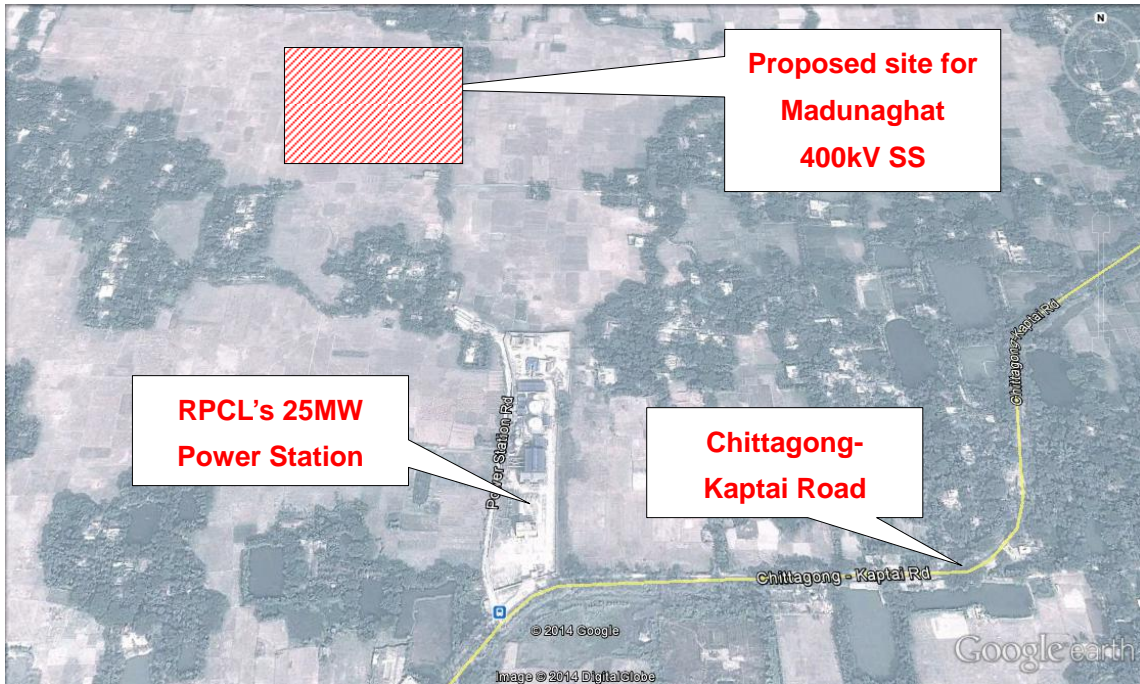 N
Proposed site for
Madunaghat
400kV SS
Chittagong-Kaptai Rd
RPCL's 25MW
Power Station
Power Station Rd
Chittagong-
Kaptai Road
Chittagong - Kaptai Rd
© 2014 Google
Google earth
Image © 2014 DigitalGlobe